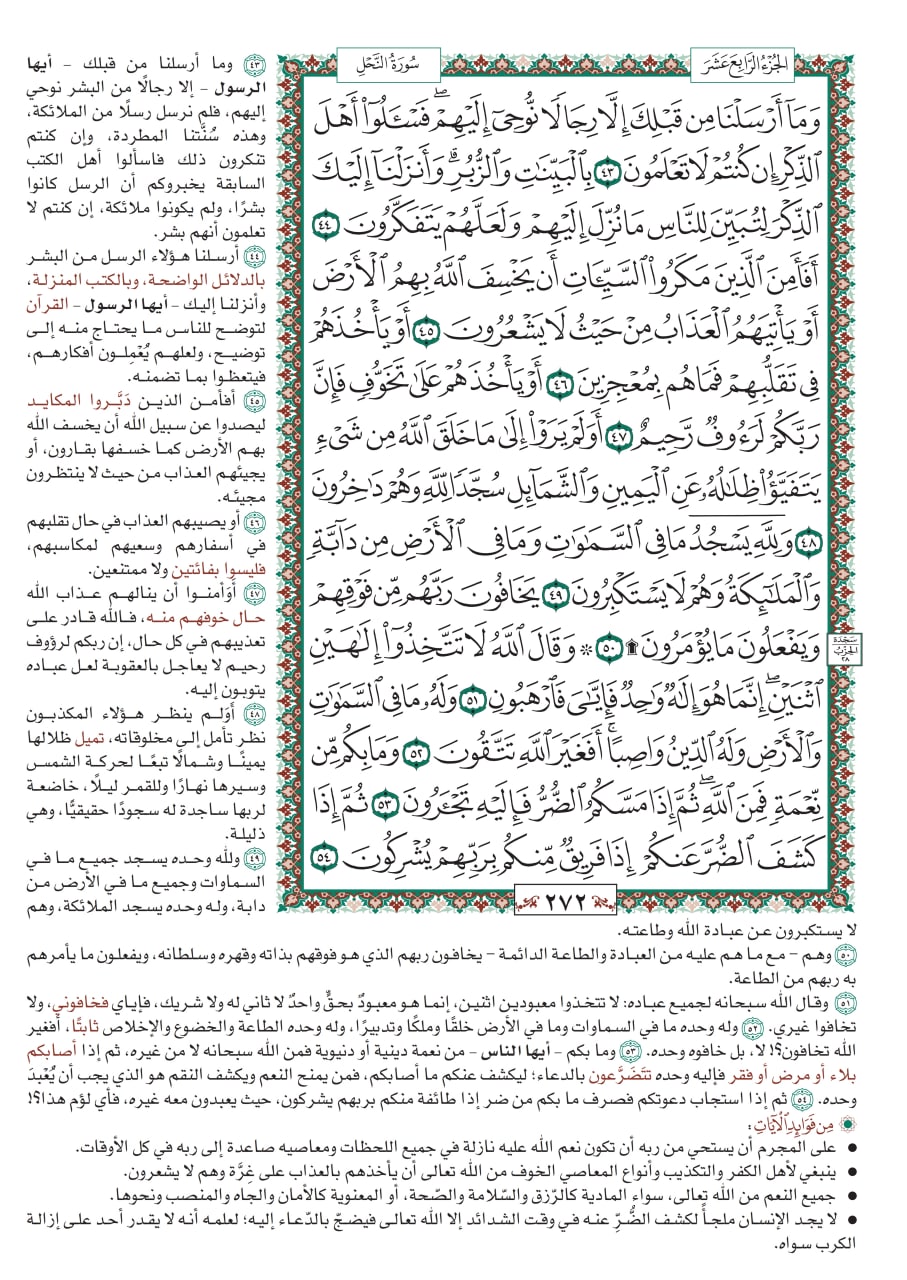 الجُزْءُ الرَّابِعَ عَشَرَ
سُورَةُ النَّحْلِ
وَمَآ أَرْسَلْنَا مِن قَبْلِكَ إِلَّا رِجَالًا نُّوحِىٓ إِلَيْهِمْۖ فَسْـَٔلُوٓا۟ أَهْلَ
ٱلذِّكْرِ إِن كُنتُمْ لَا تَعْلَمُونَ ٤٣ بِٱلْبَيِّنَٰتِ وَٱلزُّبُرِۗ وَأَنزَلْنَآ إِلَيْكَ
ٱلذِّكْرَ لِتُبَيِّنَ لِلنَّاسِ مَا نُزِّلَ إِلَيْهِمْ وَلَعَلَّهُمْ يَتَفَكَّرُونَ ٤٤
أَفَأَمِنَ ٱلَّذِينَ مَكَرُوا۟ ٱلسَّيِّـَٔاتِ أَن يَخْسِفَ ٱللَّهُ بِهِمُ ٱلْأَرْضَ
أَوْ يَأْتِيَهُمُ ٱلْعَذَابُ مِنْ حَيْثُ لَا يَشْعُرُونَ ٤٥ أَوْ يَأْخُذَهُمْ
فِى تَقَلُّبِهِمْ فَمَا هُم بِمُعْجِزِينَ ٤٦ أَوْ يَأْخُذَهُمْ عَلَىٰ تَخَوُّفٍ فَإِنَّ
رَبَّكُمْ لَرَءُوفٌ رَّحِيمٌ ٤٧ أَوَلَمْ يَرَوْا۟ إِلَىٰ مَا خَلَقَ ٱللَّهُ مِن شَىْءٍ
يَتَفَيَّؤُا۟ ظِلَٰلُهُۥ عَنِ ٱلْيَمِينِ وَٱلشَّمَآئِلِ سُجَّدًا لِّلَّهِ وَهُمْ دَٰخِرُونَ
٤٨ وَلِلَّهِ يَسْجُدُ مَا فِى ٱلسَّمَٰوَٰتِ وَمَا فِى ٱلْأَرْضِ مِن دَآبَّةٍ
وَٱلْمَلَٰٓئِكَةُ وَهُمْ لَا يَسْتَكْبِرُونَ ٤٩ يَخَافُونَ رَبَّهُم مِّن فَوْقِهِمْ
وَيَفْعَلُونَ مَا يُؤْمَرُونَ ۩ ٥٠ ۞ وَقَالَ ٱللَّهُ لَا تَتَّخِذُوٓا۟ إِلَٰهَيْنِ
ٱثْنَيْنِۖ إِنَّمَا هُوَ إِلَٰهٌ وَٰحِدٌ فَإِيَّٰىَ فَٱرْهَبُونِ ٥١ وَلَهُۥ مَا فِى ٱلسَّمَٰوَٰتِ
وَٱلْأَرْضِ وَلَهُ ٱلدِّينُ وَاصِبًاۚ أَفَغَيْرَ ٱللَّهِ تَتَّقُونَ ٥٢ وَمَا بِكُم مِّن
نِّعْمَةٍ فَمِنَ ٱللَّهِۖ ثُمَّ إِذَا مَسَّكُمُ ٱلضُّرُّ فَإِلَيْهِ تَجْـَٔرُونَ ٥٣ ثُمَّ إِذَا
كَشَفَ ٱلضُّرَّ عَنكُمْ إِذَا فَرِيقٌ مِّنكُم بِرَبِّهِمْ يُشْرِكُونَ ٥٤
سَجْدَة
الحِزْبُ
٢٨
٢٧٢
٤٣ وما أرسلنا من قبلك – أيها
الرسول – إلا رجالًا من البشر نوحي
إليهم، فلم نرسل رسلًا من الملائكة،
وهذه سُنَّتنا المطردة، وإن كنتم
تنكرون ذلك فاسألوا أهل الكتب
السابقة يخبروكم أن الرسل كانوا
بشرًا، ولم يكونوا ملائكة، إن كنتم لا
تعلمون أنهم بشر.
٤٤ أرسلنا هؤلاء الرسل من البشر
بالدلائل الواضحة، وبالكتب المنزلة،
وأنزلنا إليك – أيها الرسول – القرآن
لتوضح للناس ما يحتاج منه إلى
توضيح، ولعلهم يُعْمِلون أفكارهم،
فيتعظوا بما تضمنه.
٤٥ أفأمن الذين دَبَّروا المكايد
ليصدوا عن سبيل الله أن يخسف الله
بهم الأرض كما خسفها بقارون، أو
يجيئهم العذاب من حيث لا ينتظرون
مجيئه.
٤٦ أو يصيبهم العذاب في حال تقلبهم
في أسفارهم وسعيهم لمكاسبهم،
فليسوا بفائتين ولا ممتنعين.
٤٧ أوَأمنوا أن ينالهم عذاب الله
حال خوفهم منه، فالله قادر على
تعذيبهم في كل حال، إن ربكم لرؤوف
رحيم لا يعاجل بالعقوبة لعل عباده
يتوبون إليه.
٤٨ أوَلم ينظر هؤلاء المكذبون
نظر تأمل إلى مخلوقاته، تميل ظلالها
يمينًا وشمالًا تبعًا لحركة الشمس
وسيرها نهارًا وللقمر ليلًا، خاضعة
لربها ساجدة له سجودًا حقيقيًّا، وهي
ذليلة.
٤٩ ولله وحده يسجد جميع ما في
السماوات وجميع ما في الأرض من
دابة، وله وحده يسجد الملائكة، وهم
لا يستكبرون عن عبادة الله وطاعته.
٥٠ وهم – مع ما هم عليه من العبادة والطاعة الدائمة – يخافون ربهم الذي هو فوقهم بذاته وقهره وسلطانه، ويفعلون ما يأمرهم
به ربهم من الطاعة.
٥١ وقال الله سبحانه لجميع عباده: لا تتخذوا معبودين اثنين، إنما هو معبودٌ بحقٍّ واحدٌ لا ثاني له ولا شريك، فإياي فخافوني، ولا
تخافوا غيري. ٥٢ وله وحده ما في السماوات وما في الأرض خلقًا وملكًا وتدبيرًا، وله وحده الطاعة والخضوع والإخلاص ثابتًا، أفغير
الله تخافون؟! لا، بل خافوه وحده. ٥٣ وما بكم – أيها الناس – من نعمة دينية أو دنيوية فمن الله سبحانه لا من غيره، ثم إذا أصابكم
بلاء أو مرض أو فقر فإليه وحده تتَضَرَّعون بالدعاء؛ ليكشف عنكم ما أصابكم، فمن يمنح النعم ويكشف النقم هو الذي يجب أن يُعْبدَ
وحده. ٥٤ ثم إذا استجاب دعوتكم فصرف ما بكم من ضر إذا طائفة منكم بربهم يشركون، حيث يعبدون معه غيره، فأي لؤم هذا؟!
مِن فَوَائِدِ الْآيَاتِ:
• على المجرم أن يستحي من ربه أن تكون نعم الله عليه نازلة في جميع اللحظات ومعاصيه صاعدة إلى ربه في كل الأوقات.
• ينبغي لأهل الكفر والتكذيب وأنواع المعاصي الخوف من الله تعالى أن يأخذهم بالعذاب على غِرَّة وهم لا يشعرون.
• جميع النعم من الله تعالى، سواء المادية كالرّزق والسّلامة والصّحة، أو المعنوية كالأمان والجاه والمنصب ونحوها.
• لا يجد الإنسان ملجأً لكشف الضُّرِّ عنه في وقت الشدائد إلا الله تعالى فيضجّ بالدّعاء إليه؛ لعلمه أنه لا يقدر أحد على إزالة
الكرب سواه.